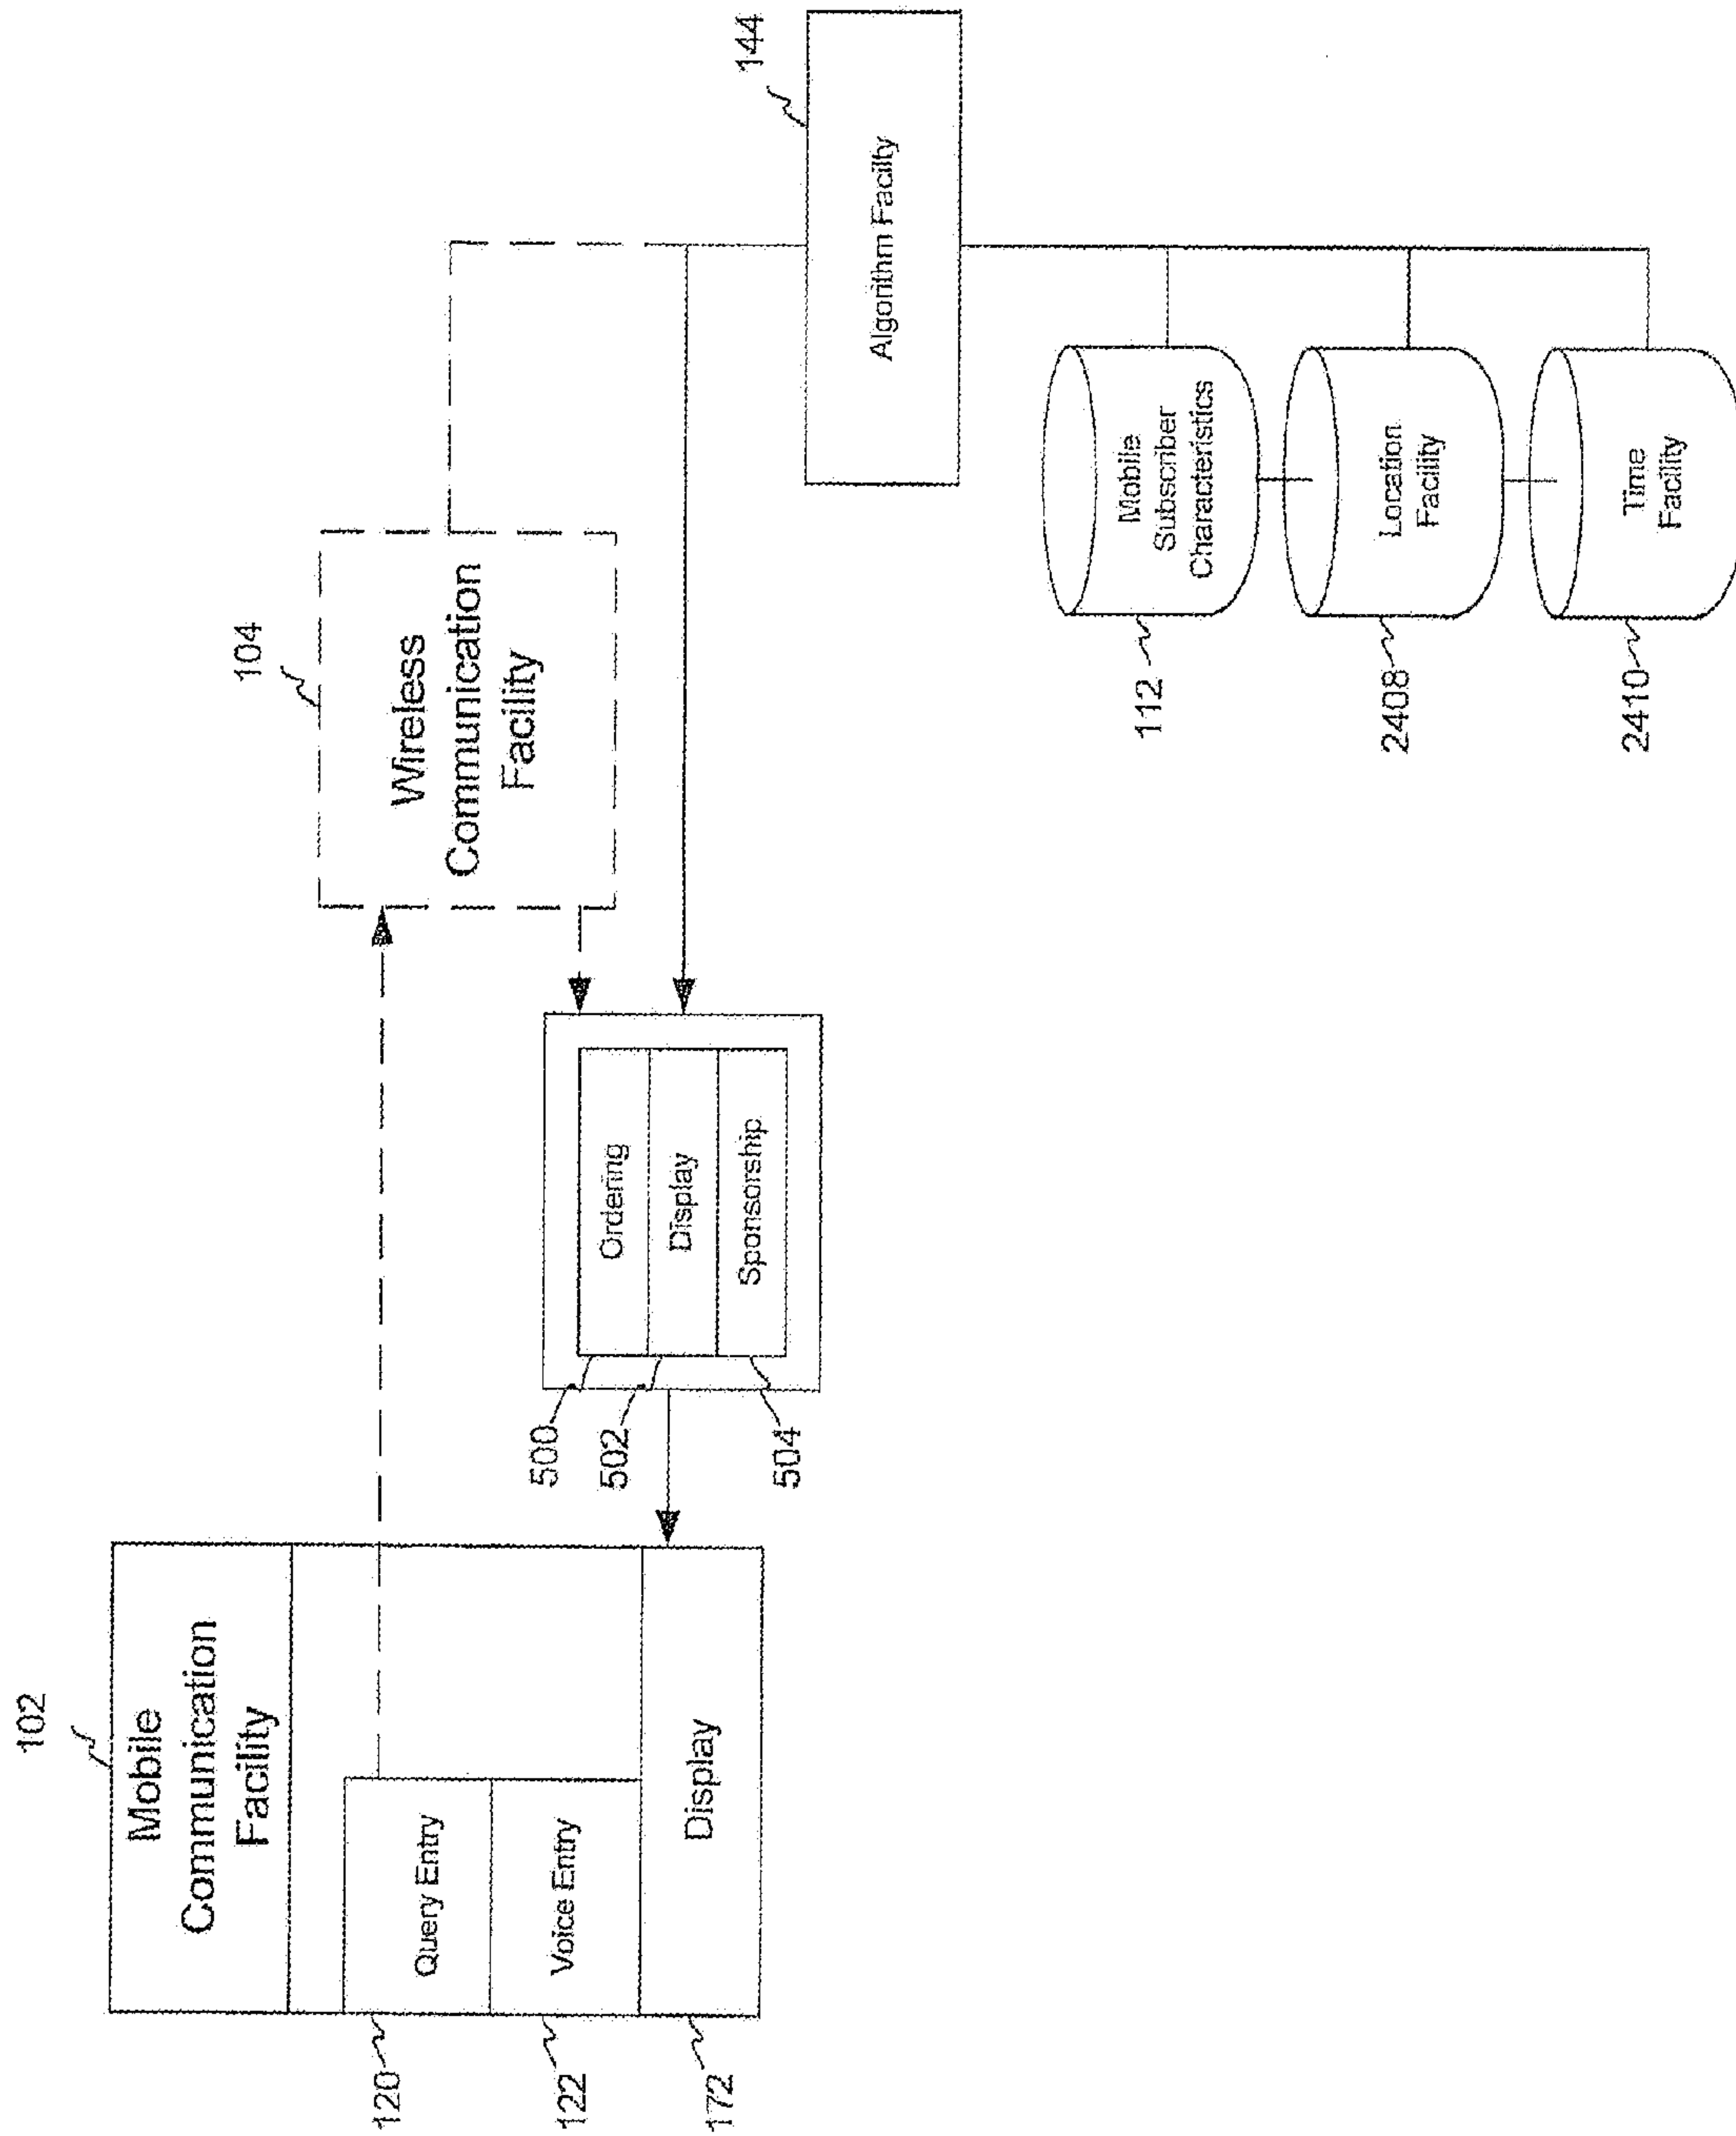 102
Mobile
Communication
Facility
120
Query Entry
122
Voice Entry
172
Display
500
Ordering
502
Display
504
Sponsorship
104
Wireless
Communication
Facility
144
Algorithm Facilty
112
Mobile
Subscriber
Characteristics
2408
Location
Facility
2410
Time
Facility